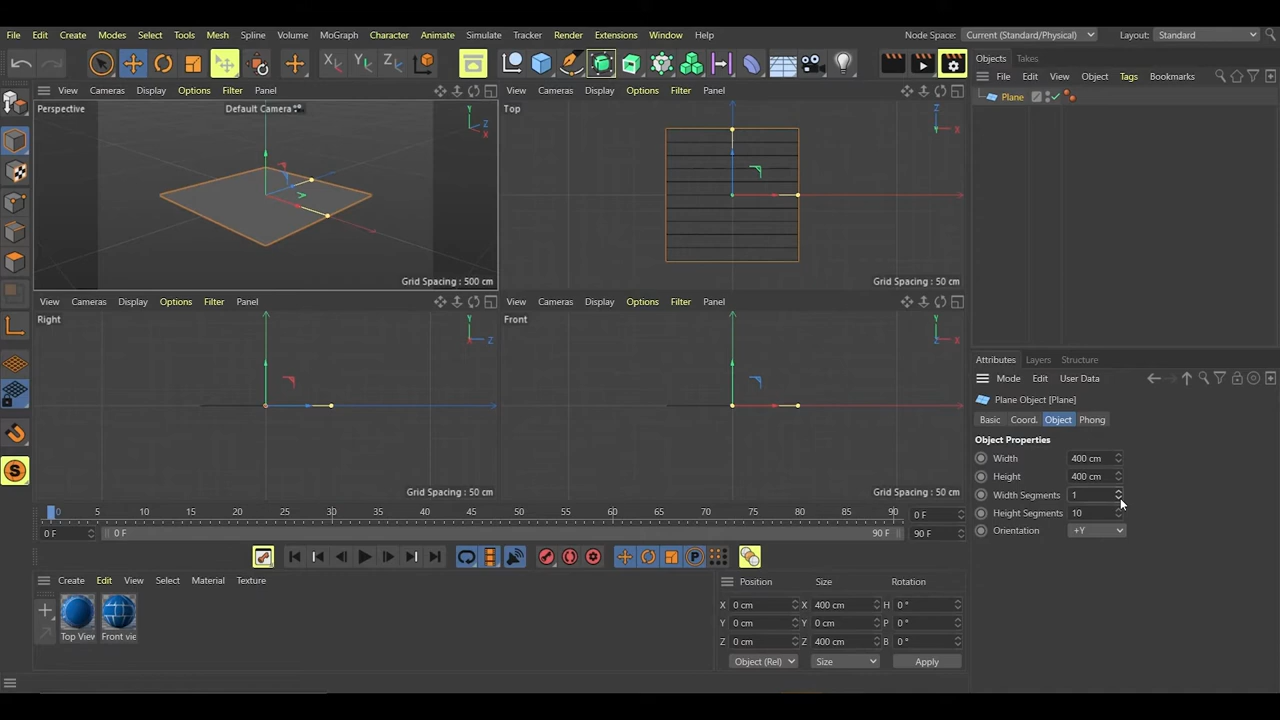 File Edit Create Modes Select Tools Mesh Spline Volume MoGraph Character Animate Simulate Tracker Render Extensions Window Help Node Space: Current (Standard/Physical) Layout: Standard
Objects Takes
File Edit View Object Tags Bookmarks
Plane
View Cameras Display Options Filter Panel
Perspective Default Camera
Y Z X
Grid Spacing : 500 cm
View Cameras Display Options Filter Panel
Top
Z Y X
Grid Spacing : 50 cm
View Cameras Display Options Filter Panel
Right
Y X Z
Grid Spacing : 50 cm
View Cameras Display Options Filter Panel
Front
Y Z X
Grid Spacing : 50 cm
Attributes Layers Structure
Mode Edit User Data
Plane Object [Plane]
Basic Coord. Object Phong
Object Properties
Width 400 cm
Height 400 cm
Width Segments 1
Height Segments 10
Orientation +Y
0 5 10 15 20 25 30 35 40 45 50 55 60 65 70 75 80 85 90 0 F
0 F 0 F 90 F 90 F
Create Edit View Select Material Texture
Top View Front vie
Position Size Rotation
X 0 cm X 400 cm H 0 °
Y 0 cm Y 0 cm P 0 °
Z 0 cm Z 400 cm B 0 °
Object (Rel) Size Apply